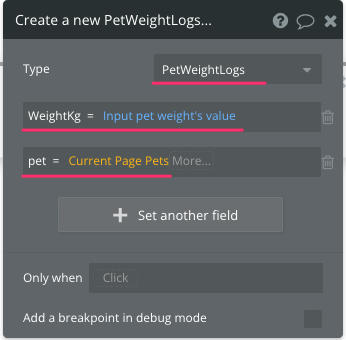 Create a new PetWeightLogs...
Type PetWeightLogs
WeightKg = Input pet weight's value
pet = Current Page Pets More...
Set another field
Only when Click
Add a breakpoint in debug mode